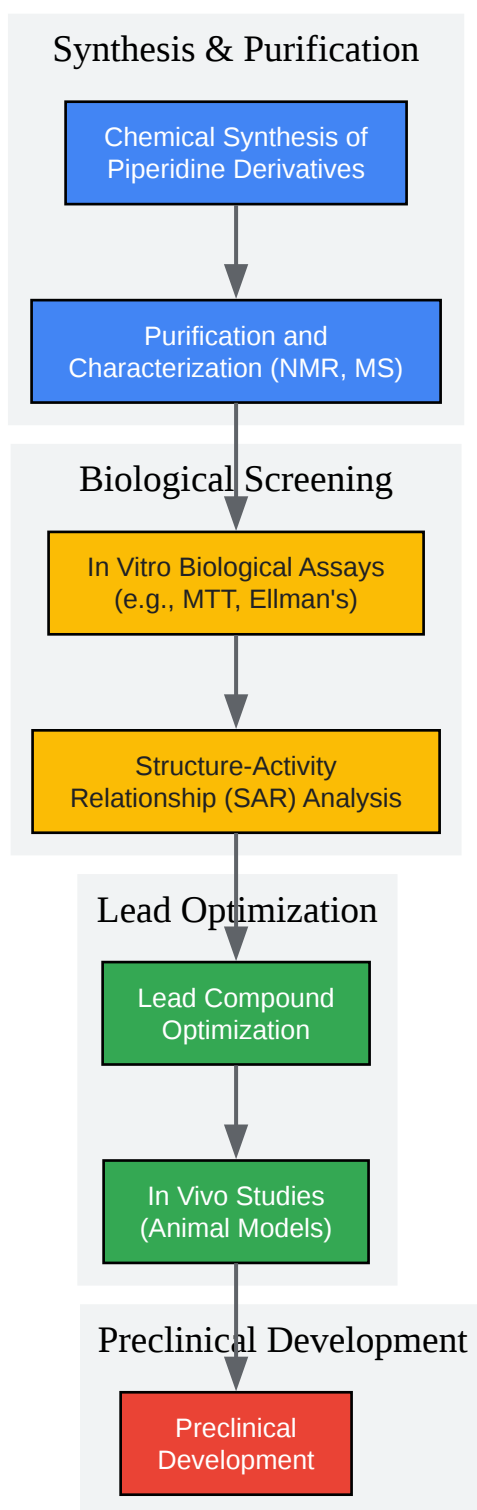 Synthesis & Purification
Chemical Synthesis of
Piperidine Derivatives
Purification and
Characterization (NMR, MS)
Biological Screening
In Vitro Biological Assays
(e.g., MTT, Ellman's)
Structure-Activity
Relationship (SAR) Analysis
Lead Optimization
Lead Compound
Optimization
In Vivo Studies
(Animal Models)
Preclinical Development
Preclinical
Development